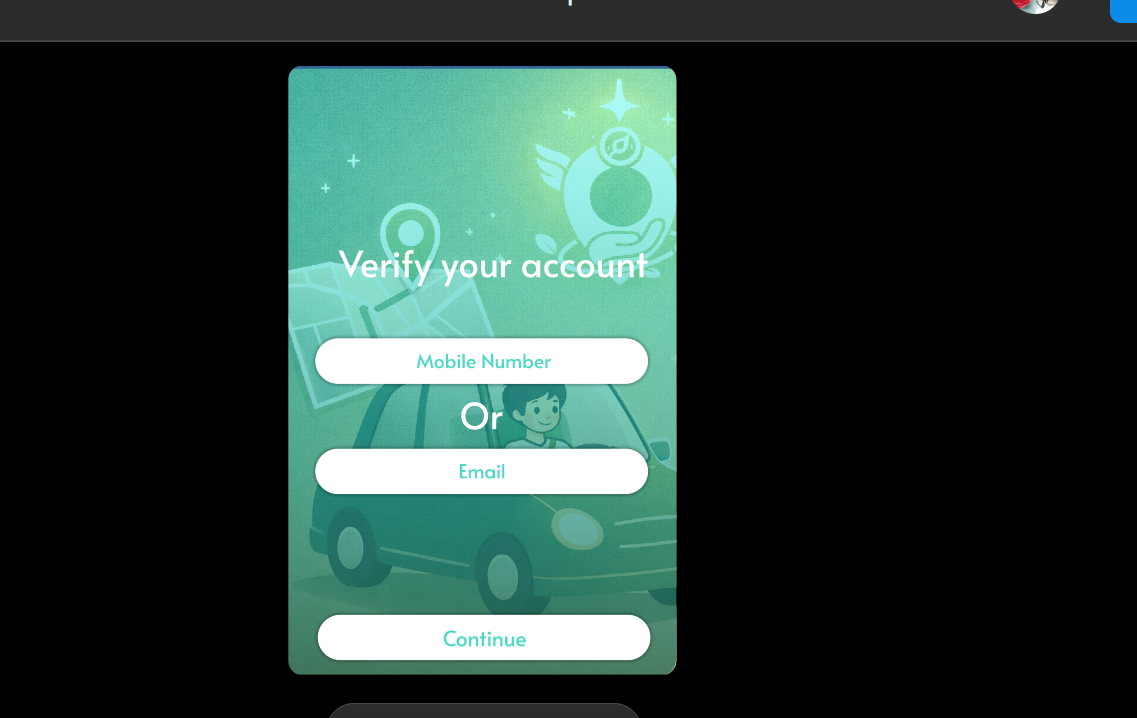 Verify your account
Mobile Number
Or
Email
Continue